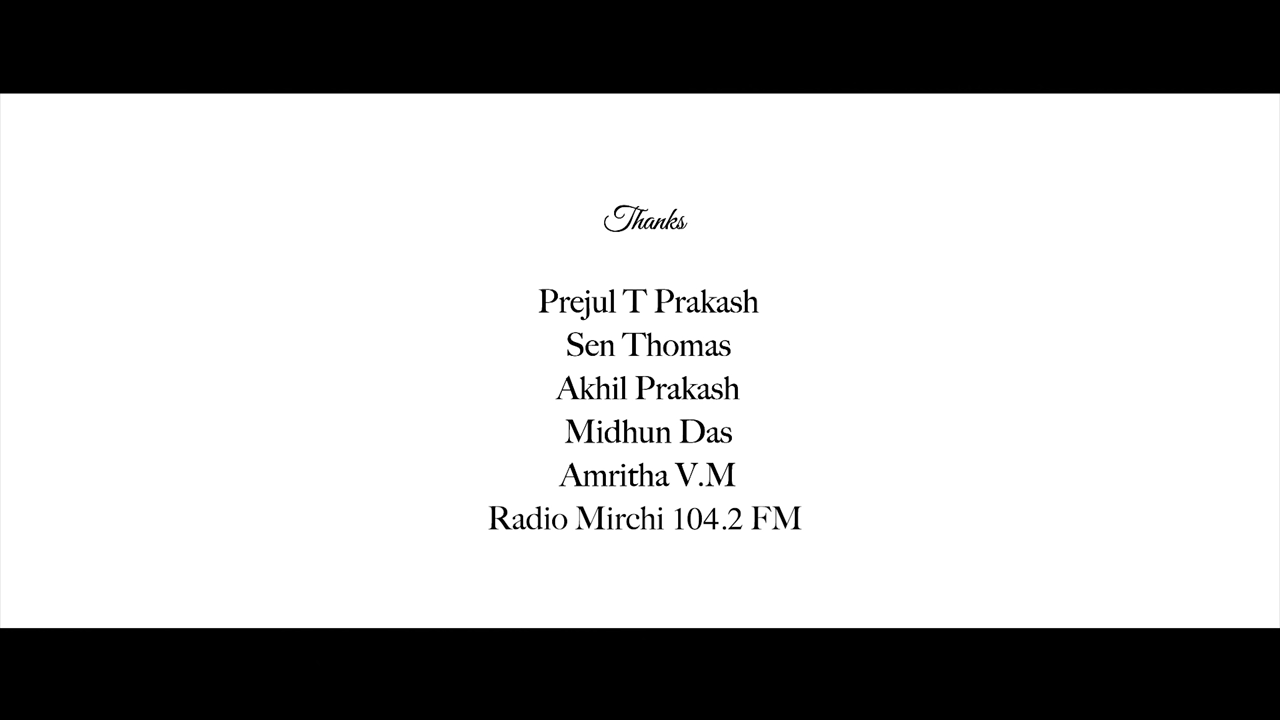 Thanks
Prejul T Prakash
Sen Thomas
Akhil Prakash
Midhun Das
Amritha V.M
Radio Mirchi 104.2 FM